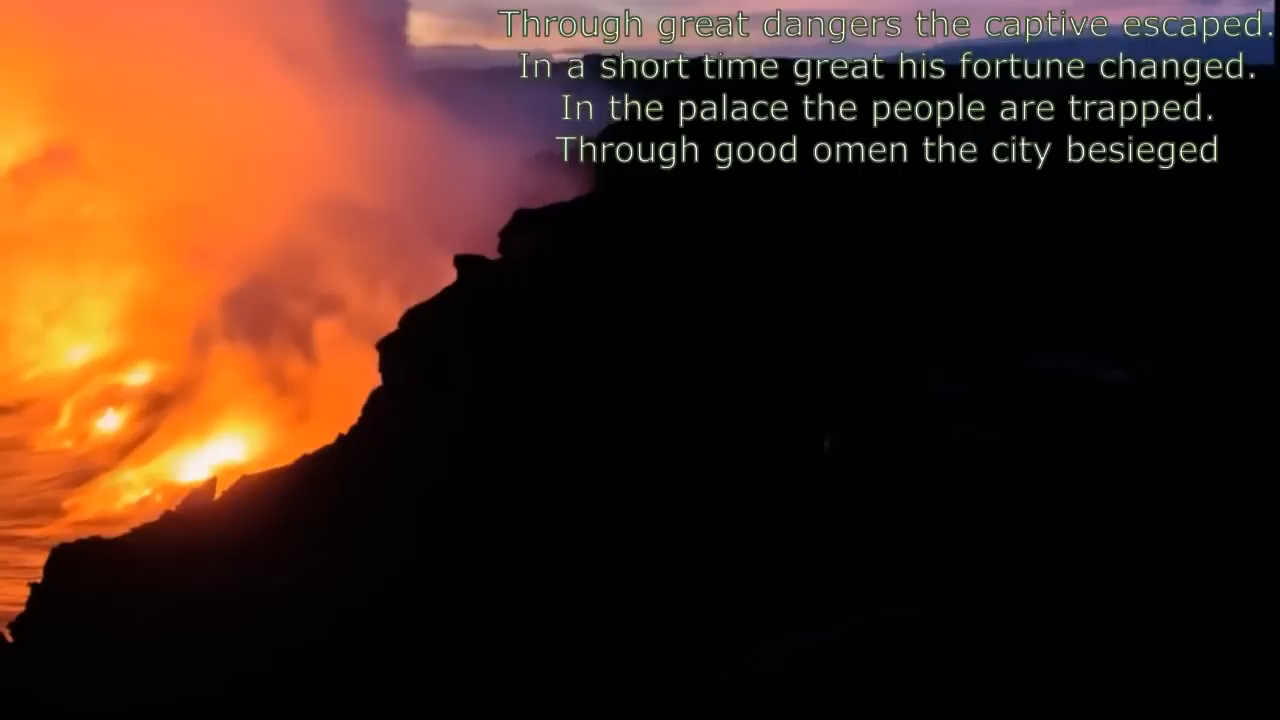 Through great dangers the captive escaped.
In a short time great his fortune changed.
In the palace the people are trapped.
Through good omen the city besieged